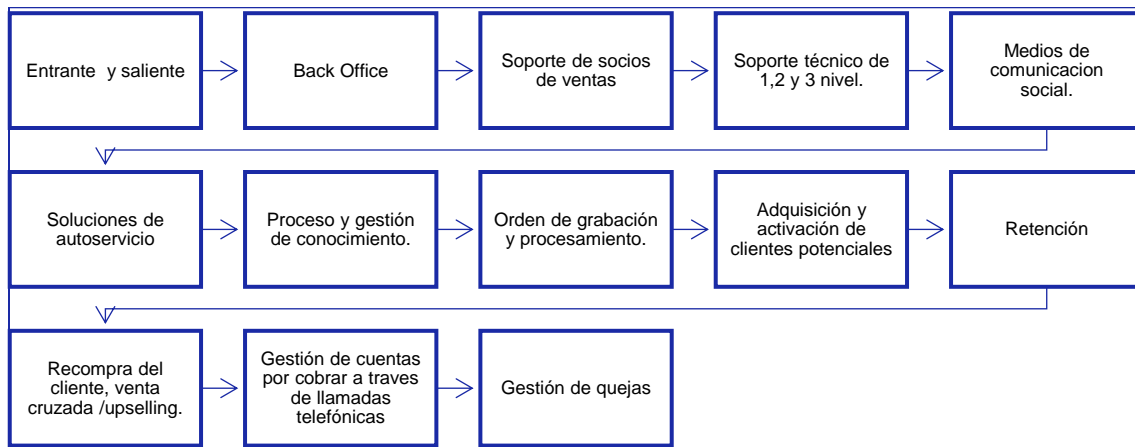 Entrante y saliente
Back Office
Soporte de socios
de ventas
Soporte técnico de
1,2 y 3 nivel.
Medios de
comunicacion
social.
Soluciones de
autoservicio
Proceso y gestión
de conocimiento.
Orden de grabación
y procesamiento.
Adquisición y
activación de
clientes potenciales
Retención
Recompra del
cliente, venta
cruzada /upselling.
Gestión de cuentas
por cobrar a traves
de llamadas
telefónicas
Gestión de quejas